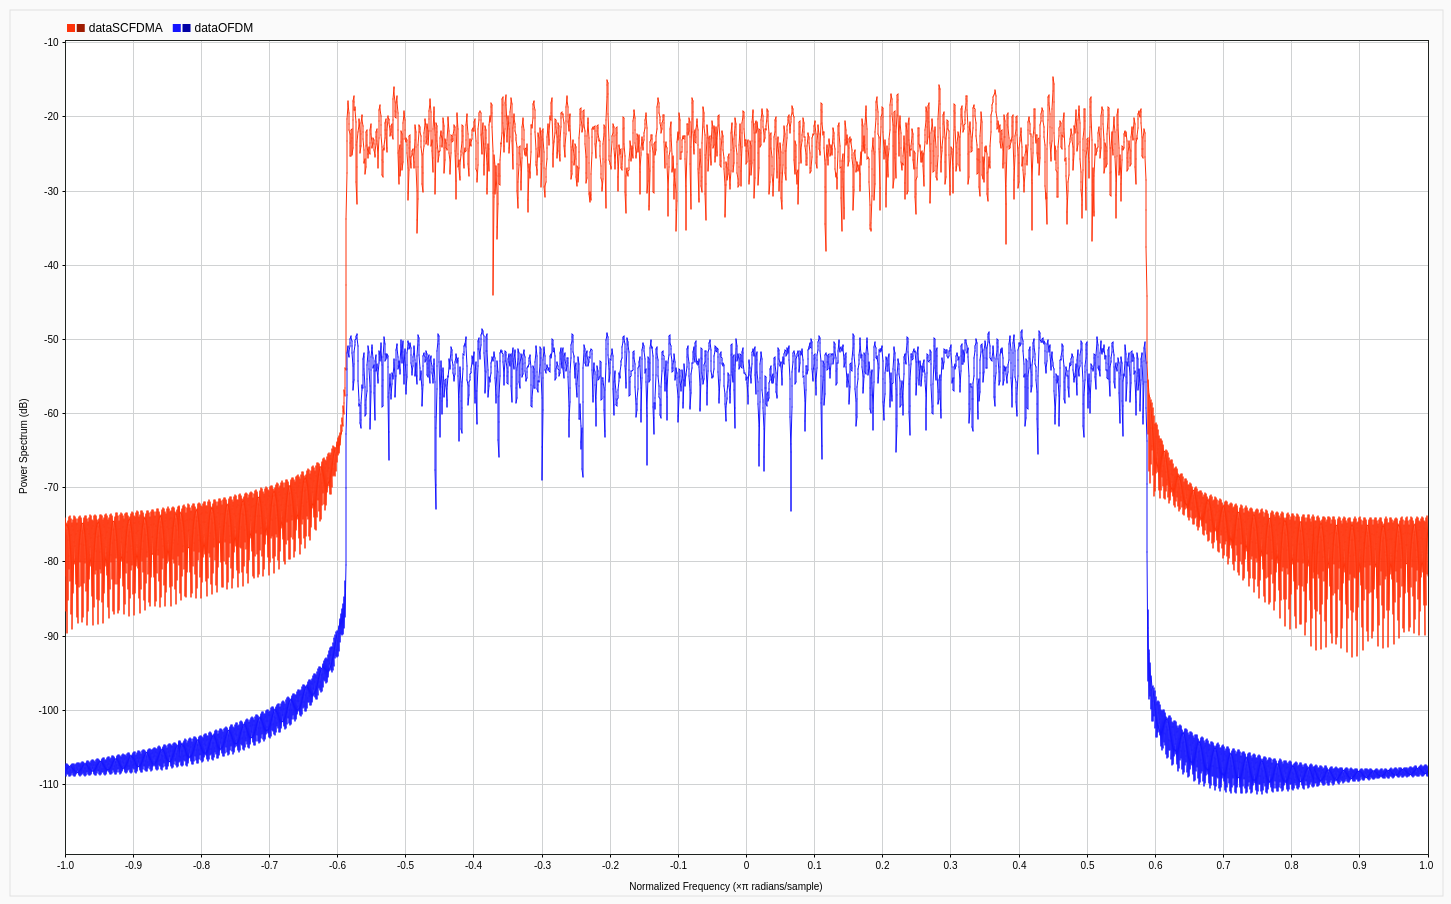 dataSCFDMA dataOFDM
-10
-20
-30
-40
-50
-60
-70
-80
-90
-100
-110
Power Spectrum (dB)
-1.0 -0.9 -0.8 -0.7 -0.6 -0.5 -0.4 -0.3 -0.2 -0.1 0 0.1 0.2 0.3 0.4 0.5 0.6 0.7 0.8 0.9 1.0
Normalized Frequency (×π radians/sample)